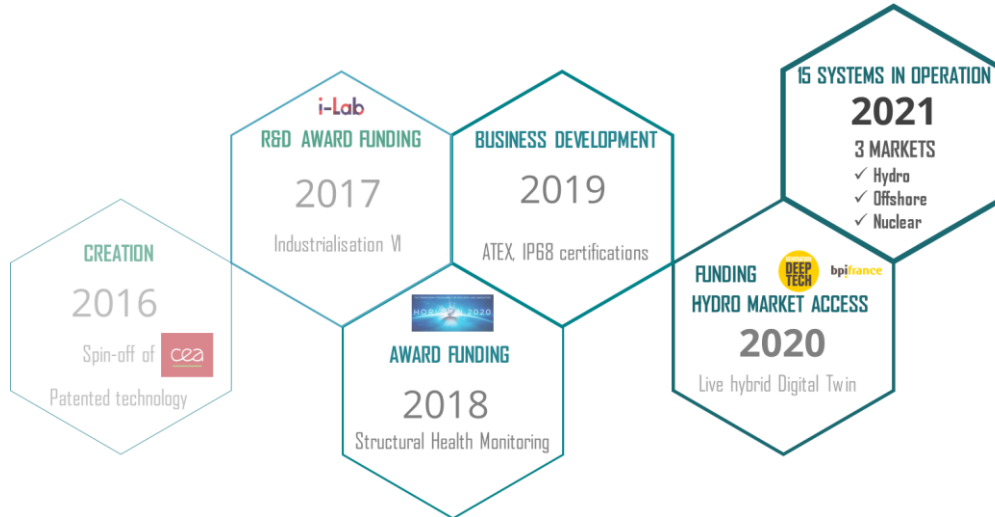 CREATION
2016
Spin-off of cea
Patented technology
i-Lab
R&D AWARD FUNDING
2017
Industrialisation V1
HORIZON 2020
AWARD FUNDING
2018
Structural Health Monitoring
BUSINESS DEVELOPMENT
2019
ATEX, IP68 certifications
FUNDING
DEEP
TECH
bpifrance
HYDRO MARKET ACCESS
2020
Live hybrid Digital Twin
15 SYSTEMS IN OPERATION
2021
3 MARKETS
✓ Hydro
✓ Offshore
✓ Nuclear